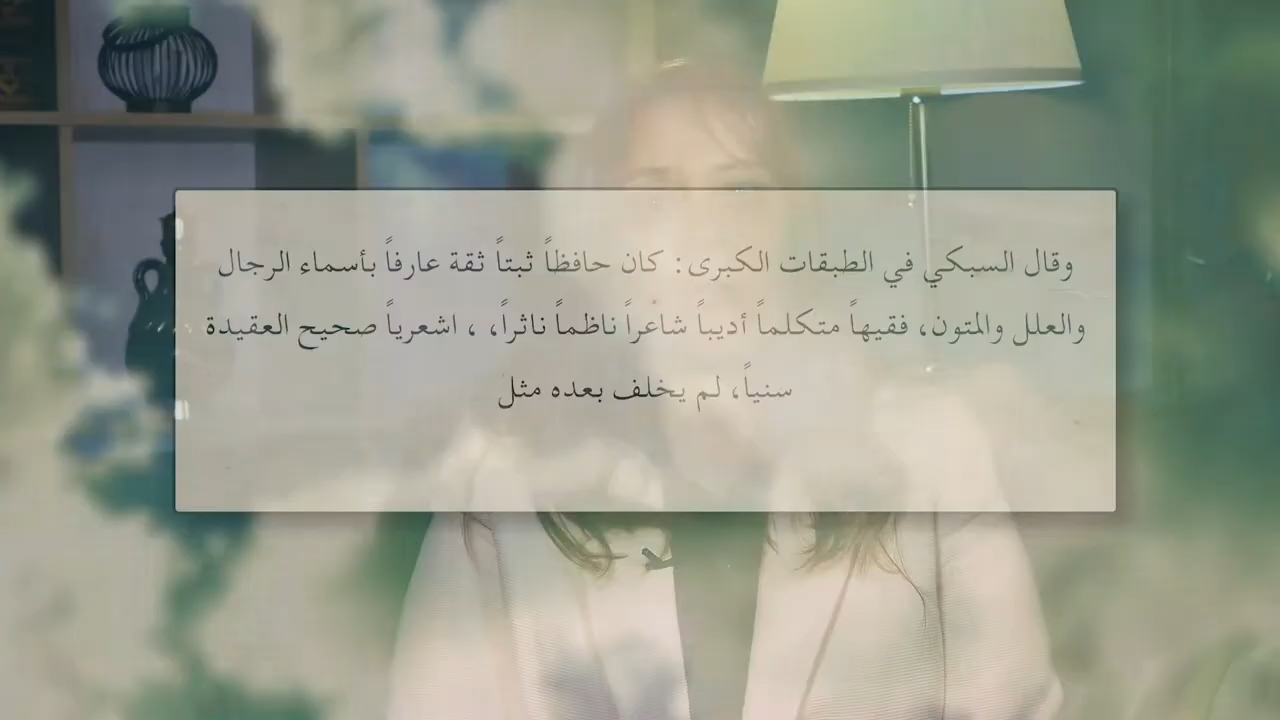 وقال السبكي في الطبقات الكبرى: كان حافظاً ثبتاً ثقة عارفاً بأسماء الرجال
والعلل والمتون، فقيهاً متكلماً أديباً شاعراً ناظماً ناثراً، ، اشعرياً صحيح العقيدة
سنياً، لم يخلف بعده مثل